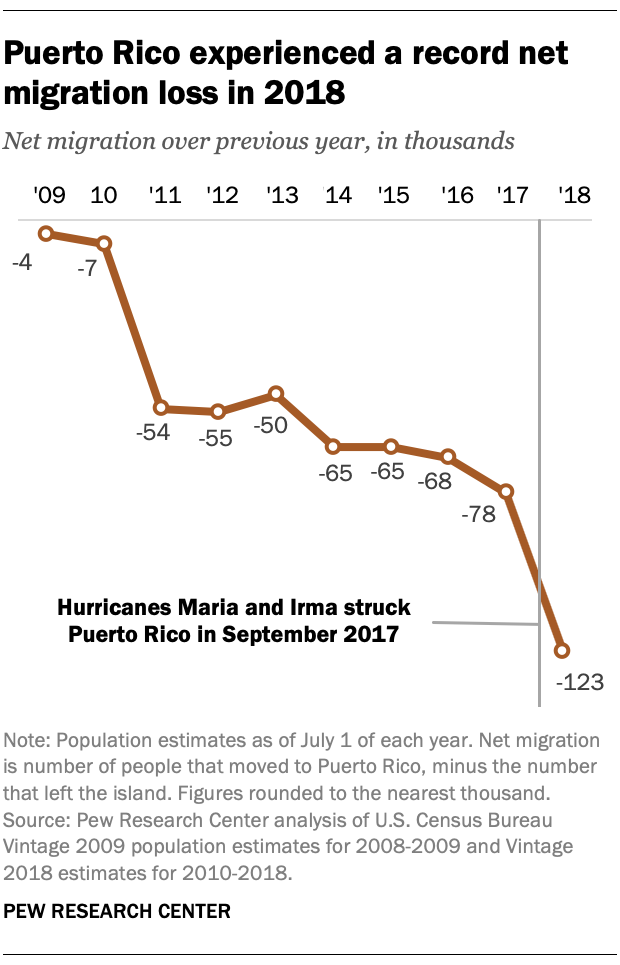 Puerto Rico experienced a record net
migration loss in 2018
Net migration over previous year, in thousands
'09 10 '11 '12 '13 '14 '15 '16 '17 '18
-4
-7
-54
-55
-50
-65
-65
-68
-78
-123
Hurricanes Maria and Irma struck
Puerto Rico in September 2017
Note: Population estimates as of July 1 of each year. Net migration
is number of people that moved to Puerto Rico, minus the number
that left the island. Figures rounded to the nearest thousand.
Source: Pew Research Center analysis of U.S. Census Bureau
Vintage 2009 population estimates for 2008-2009 and Vintage
2018 estimates for 2010-2018.
PEW RESEARCH CENTER